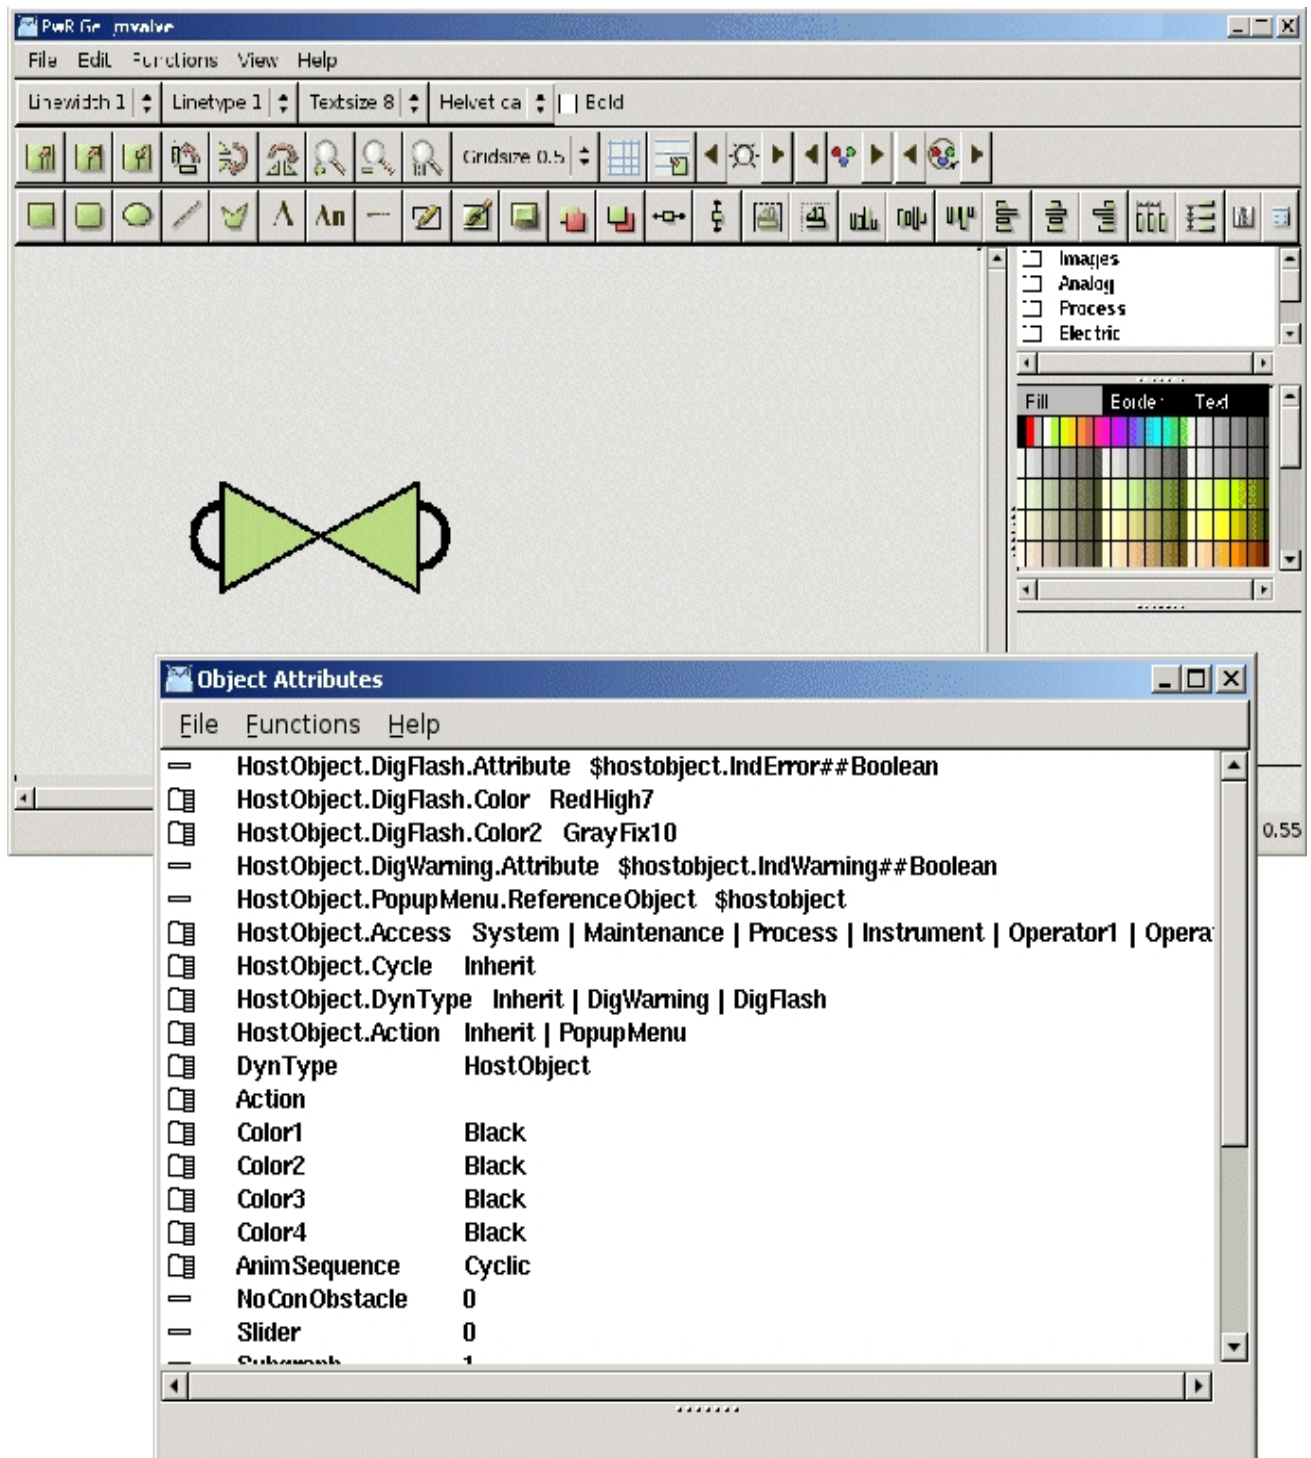 PwR Ge mvalve
File Edit Functions View Help
Linewidth 1 Linetype 1 Textsize 8 Helvetica Bold
Gridsize 0.5
A An
Images
Analog
Process
Electric
Fill Border Text
Object Attributes
File Functions Help
HostObject.DigFlash.Attribute $hostobject.IndError##Boolean
HostObject.DigFlash.Color RedHigh7
HostObject.DigFlash.Color2 GrayFix10
HostObject.DigWarning.Attribute $hostobject.IndWarning##Boolean
HostObject.PopupMenu.ReferenceObject $hostobject
HostObject.Access System | Maintenance | Process | Instrument | Operator1 | Opera
HostObject.Cycle Inherit
HostObject.DynType Inherit | DigWarning | DigFlash
HostObject.Action Inherit | PopupMenu
DynType HostObject
Action
Color1 Black
Color2 Black
Color3 Black
Color4 Black
AnimSequence Cyclic
NoConObstacle 0
Slider 0
Subgraph 1
0.55